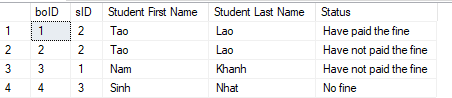 boID sID Student First Name Student Last Name Status
1 1 2 Tao Lao Have paid the fine
2 2 2 Tao Lao Have not paid the fine
3 3 1 Nam Khanh Have not paid the fine
4 4 3 Sinh Nhat No fine